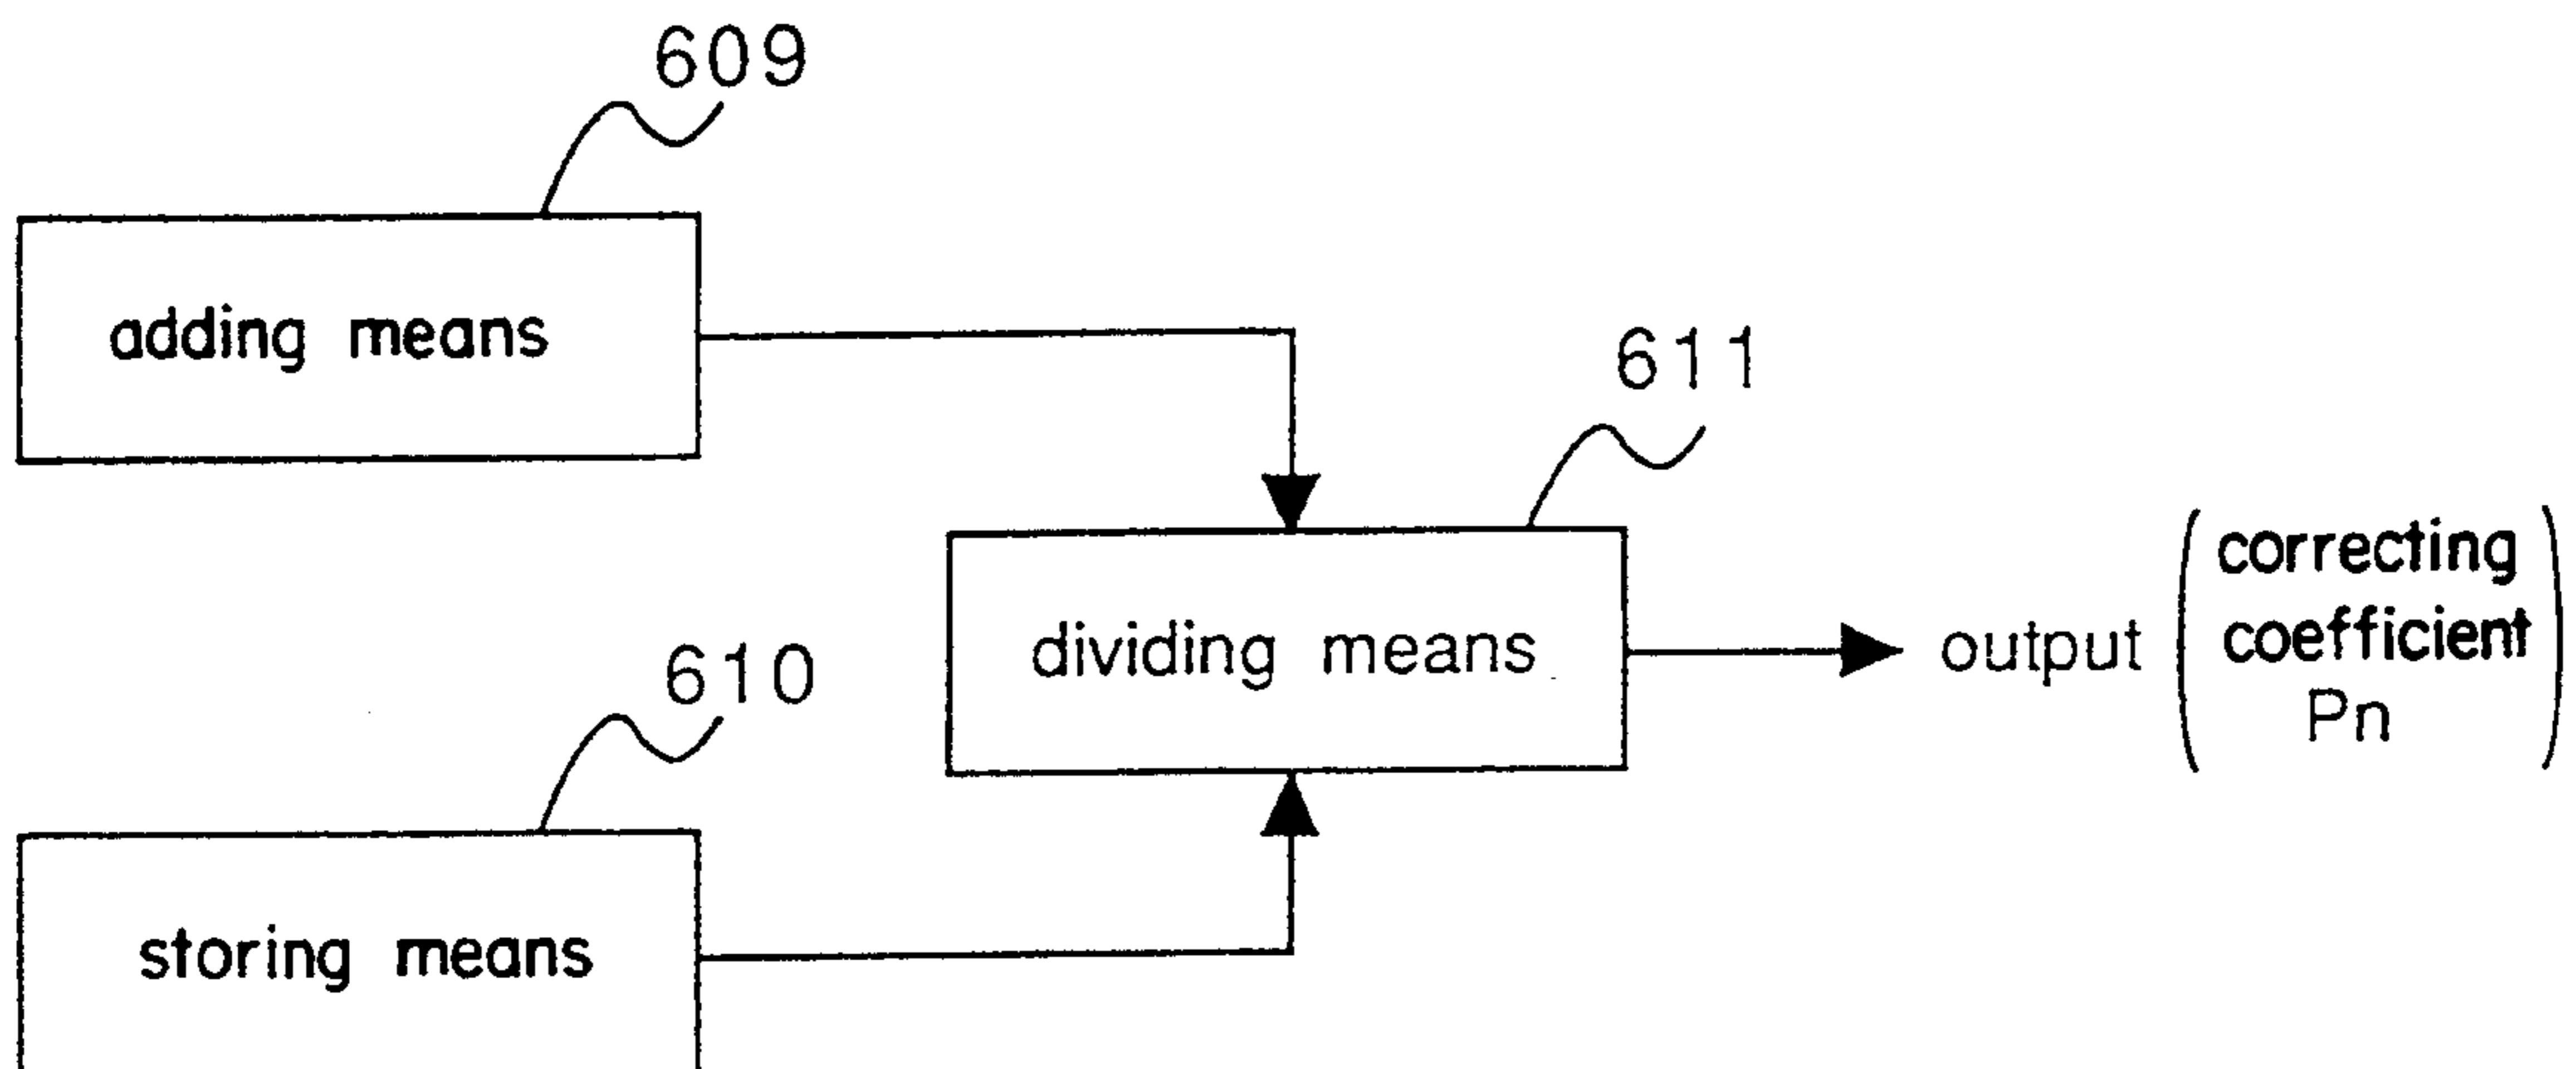 609
adding means
611
dividing means
output
correcting
coefficient
Pn
610
storing means